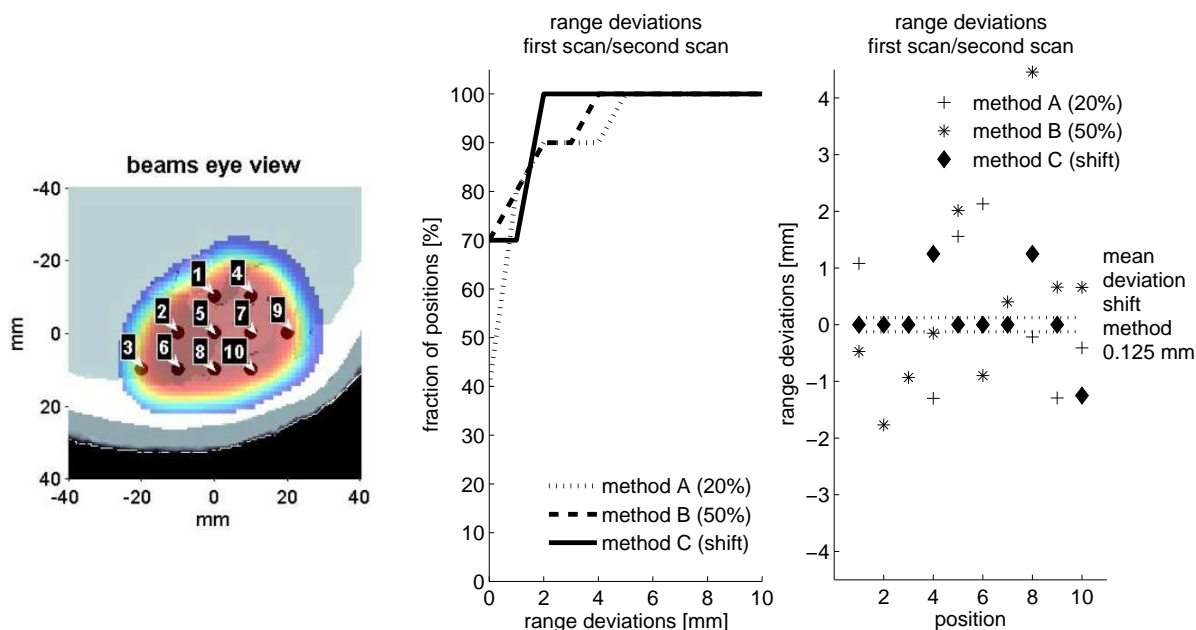 beams eye view
-40
-20
0
20
40
mm
-40 -20 0 20 40
mm
1
4
2
5
7
9
3
6
8
10
range deviations
first scan/second scan
100
90
80
70
60
50
40
30
20
10
0
fraction of positions [%]
method A (20%)
method B (50%)
method C (shift)
0 2 4 6 8 10
range deviations [mm]
range deviations
first scan/second scan
4
3
2
1
0
-1
-2
-3
-4
range deviations [mm]
method A (20%)
method B (50%)
method C (shift)
mean
deviation
shift
method
0.125 mm
2 4 6 8 10
position